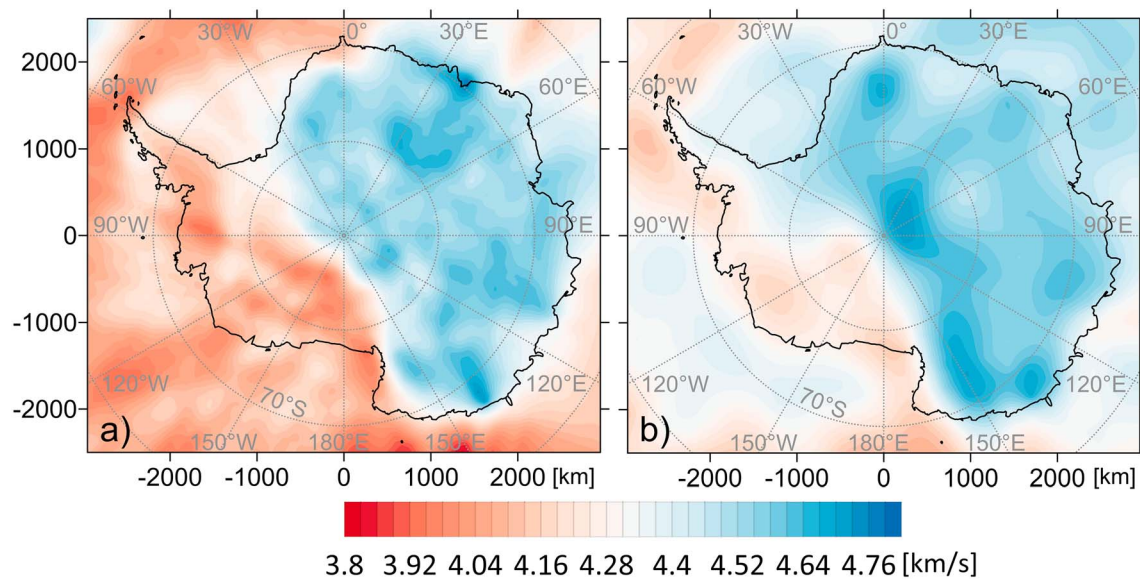 30°W 0° 30°E 30°W 0° 30°E
2000
60°W 60°E 60°W 60°E
1000
0 90°W 90°E 90°W 90°E
-1000
120°W 120°E 120°W 120°E
-2000 70°S 70°S
a) 150°W 180°E 150°E b) 150°W 180°E 150°E
-2000 -1000 0 1000 2000 [km] -2000 -1000 0 1000 2000 [km]
3.8 3.92 4.04 4.16 4.28 4.4 4.52 4.64 4.76 [km/s]